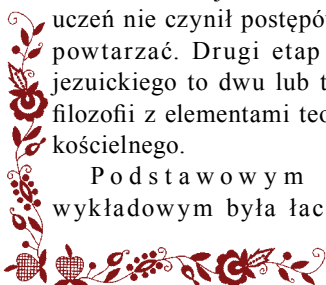 uczeń nie czynił postępó
powtarzać. Drugi etap
jezuickiego to dwu lub t
filozofii z elementami teo
kościelnego.
Podstawowym
wykładowym była łac